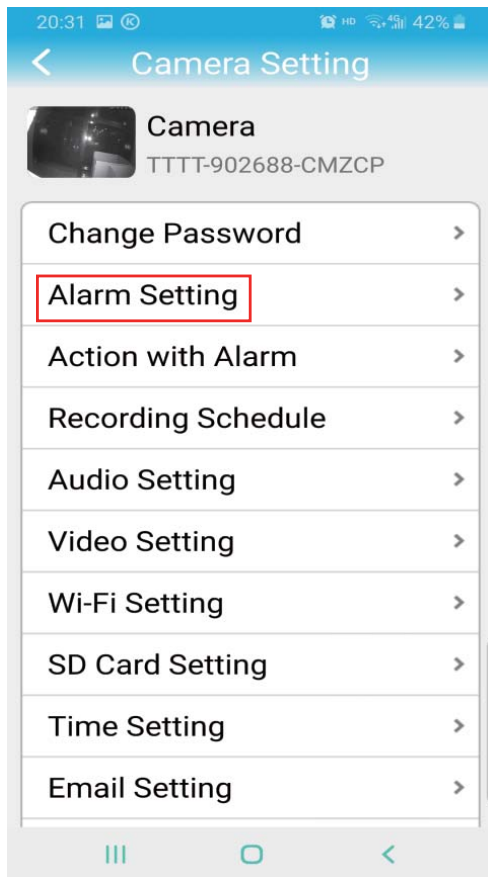 20:31 K HD 4G 42%
Camera Setting
Camera
TTTT-902688-CMZCP
Change Password
Alarm Setting
Action with Alarm
Recording Schedule
Audio Setting
Video Setting
Wi-Fi Setting
SD Card Setting
Time Setting
Email Setting